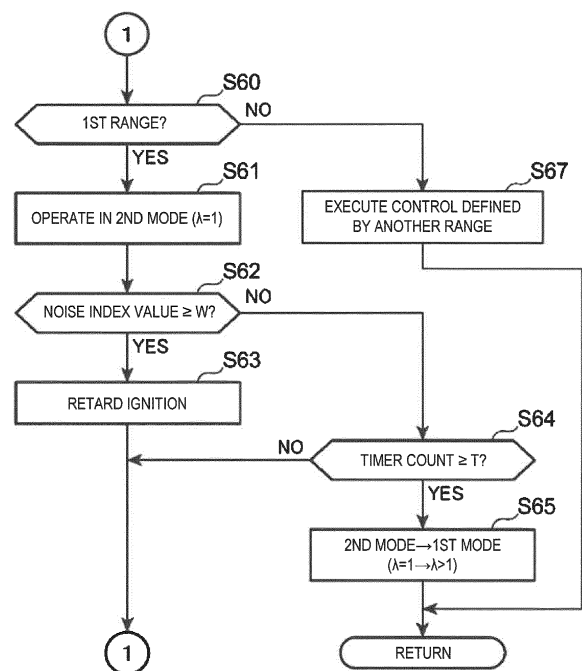 1
S60
1ST RANGE?
NO
YES
S61
OPERATE IN 2ND MODE (λ=1)
S67
EXECUTE CONTROL DEFINED
BY ANOTHER RANGE
S62
NOISE INDEX VALUE ≥ W?
NO
YES
S63
RETARD IGNITION
S64
NO
TIMER COUNT ≥ T?
YES
S65
2ND MODE→1ST MODE
(λ=1→λ>1)
1
RETURN